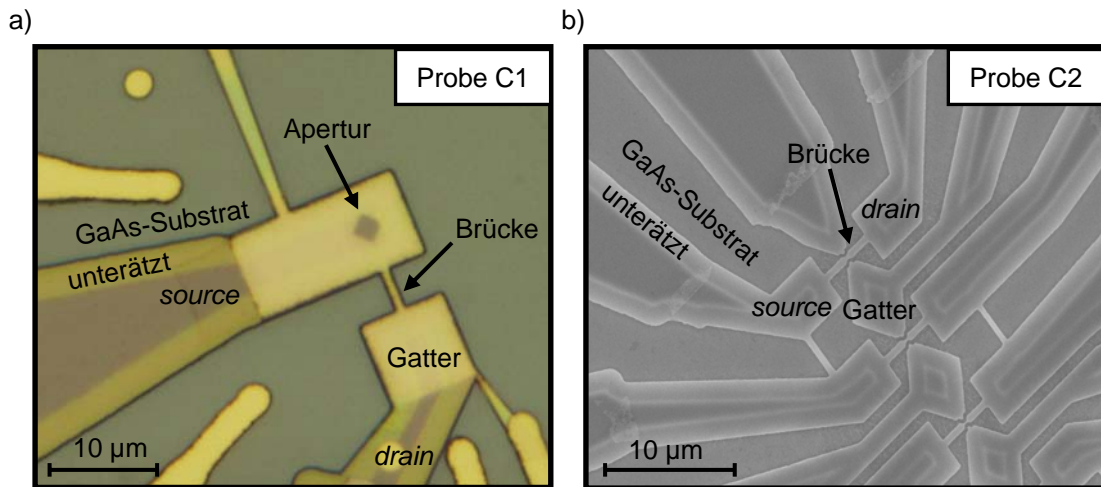 a)
Probe C1
Apertur
GaAs-Substrat
unterätzt
Brücke
source
Gatter
drain
10 µm
b)
Probe C2
GaAs-Substrat
unterätzt
Brücke
drain
source
Gatter
10 µm